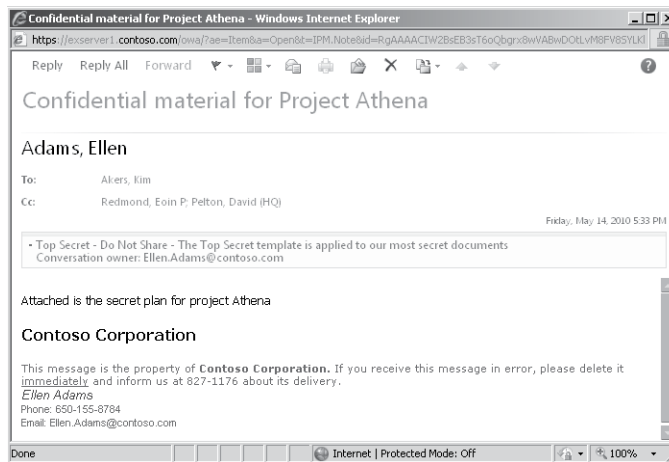 Confidential material for Project Athena - Windows Internet Explorer
https://exserver1.contoso.com/owa/?ae=Item&a=Open&t=IPM.Note&id=
Reply Reply All Forward
Confidential material for Project Athena
Adams, Ellen
To: Akers, Kim
Cc: Redmond, Eoin P; Pelton, David (HQ)
Friday, May 14, 2010 5:33 PM
- Top Secret - Do Not Share - The Top Secret template is applied to our most secret documents
Conversation owner: Ellen.Adams@contoso.com
Attached is the secret plan for project Athena
Contoso Corporation
This message is the property of Contoso Corporation. If you receive this message in error, please delete it
immediately and inform us at 827-1176 about its delivery.
Ellen Adams
Phone: 650-155-8784
Email: Ellen.Adams@contoso.com
Done Internet | Protected Mode: Off 100%